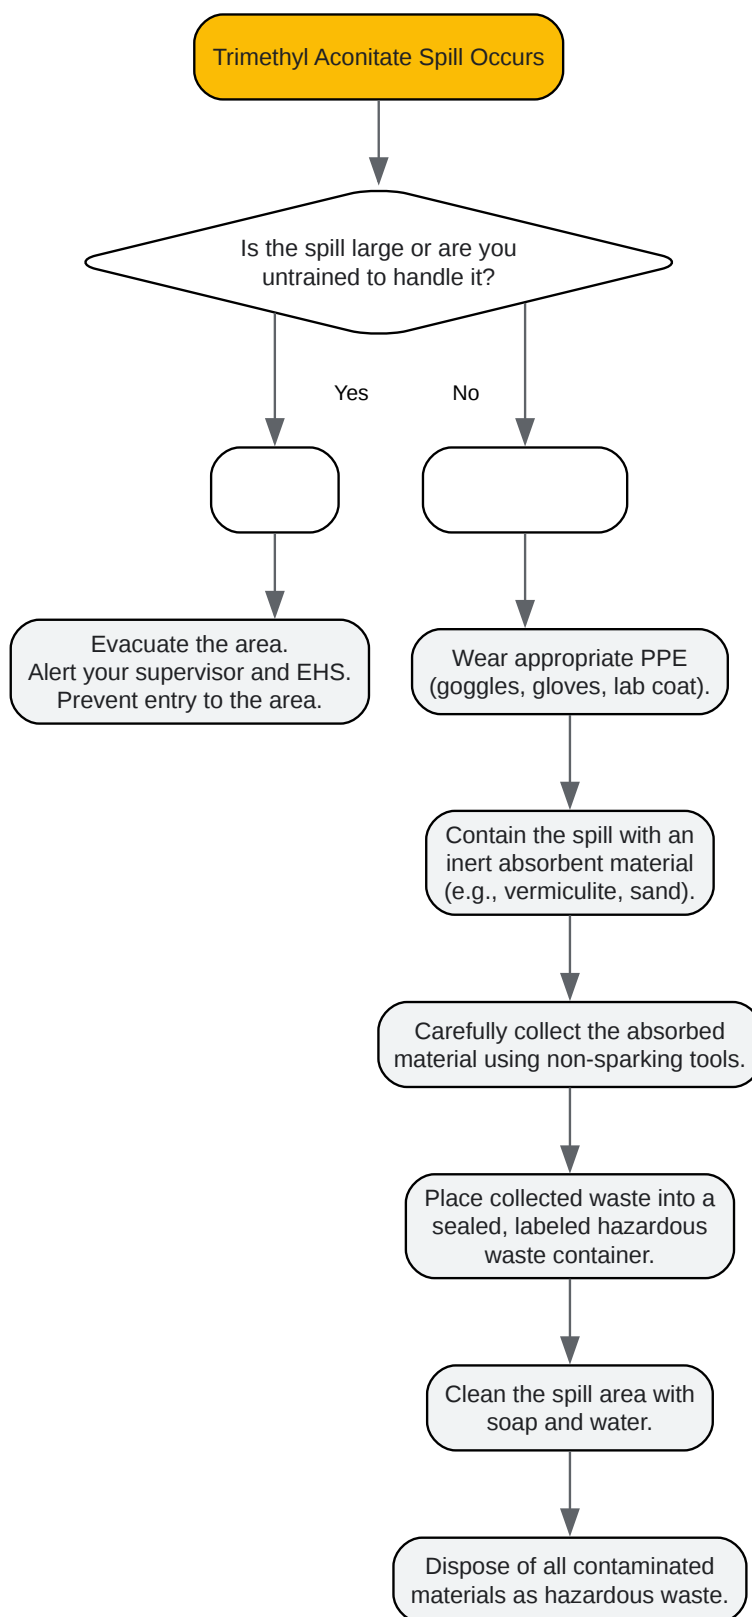 Trimethyl Aconitate Spill Occurs
Is the spill large or are you
untrained to handle it?
Yes
No
Evacuate the area.
Alert your supervisor and EHS.
Prevent entry to the area.
Wear appropriate PPE
(goggles, gloves, lab coat).
Contain the spill with an
inert absorbent material
(e.g., vermiculite, sand).
Carefully collect the absorbed
material using non-sparking tools.
Place collected waste into a
sealed, labeled hazardous
waste container.
Clean the spill area with
soap and water.
Dispose of all contaminated
materials as hazardous waste.